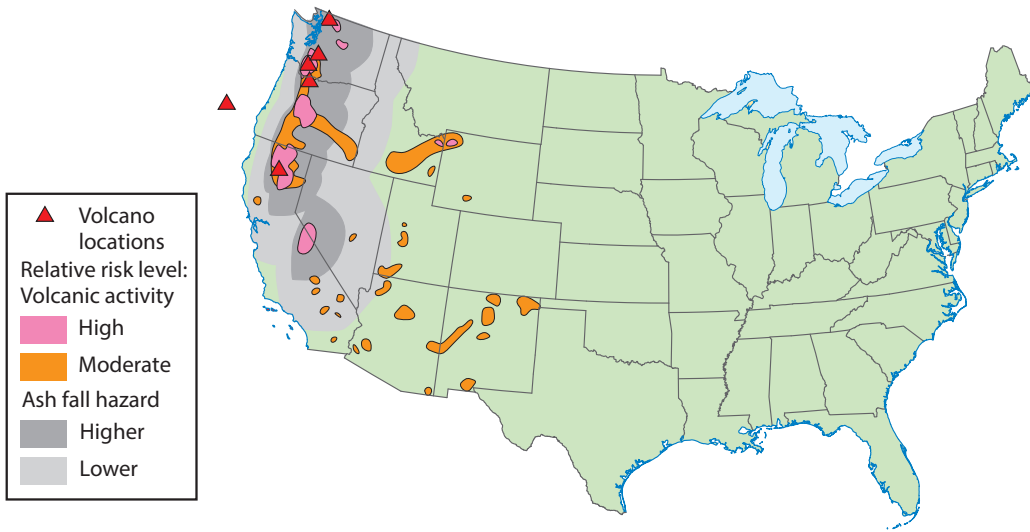 Volcano
locations
Relative risk level:
Volcanic activity
High
Moderate
Ash fall hazard
Higher
Lower